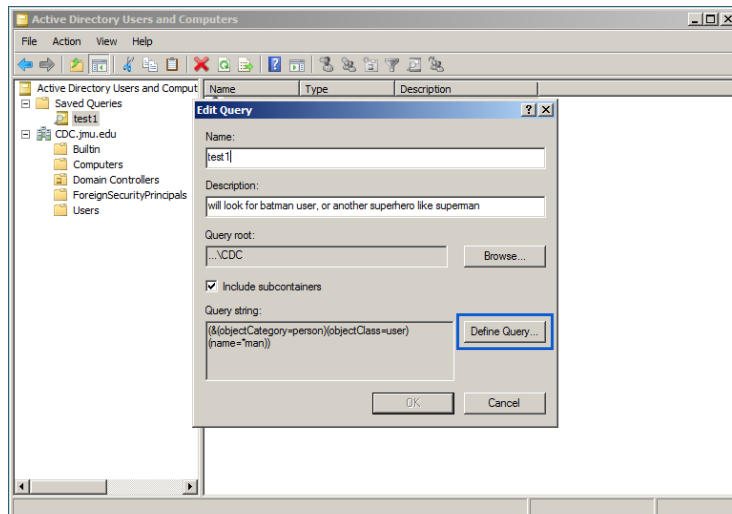 Active Directory Users and Computers
File Action View Help
Active Directory Users and Comput
Name Type Description
Saved Queries
test1
CDC.jmu.edu
Builtin
Computers
Domain Controllers
ForeignSecurityPrincipals
Users
Edit Query
Name:
test1
Description:
will look for batman user, or another superhero like superman
Query root:
...\CDC
Browse...
Include subcontainers
Query string:
(&(objectCategory=person)(objectClass=user)
(name=*man))
Define Query...
OK Cancel